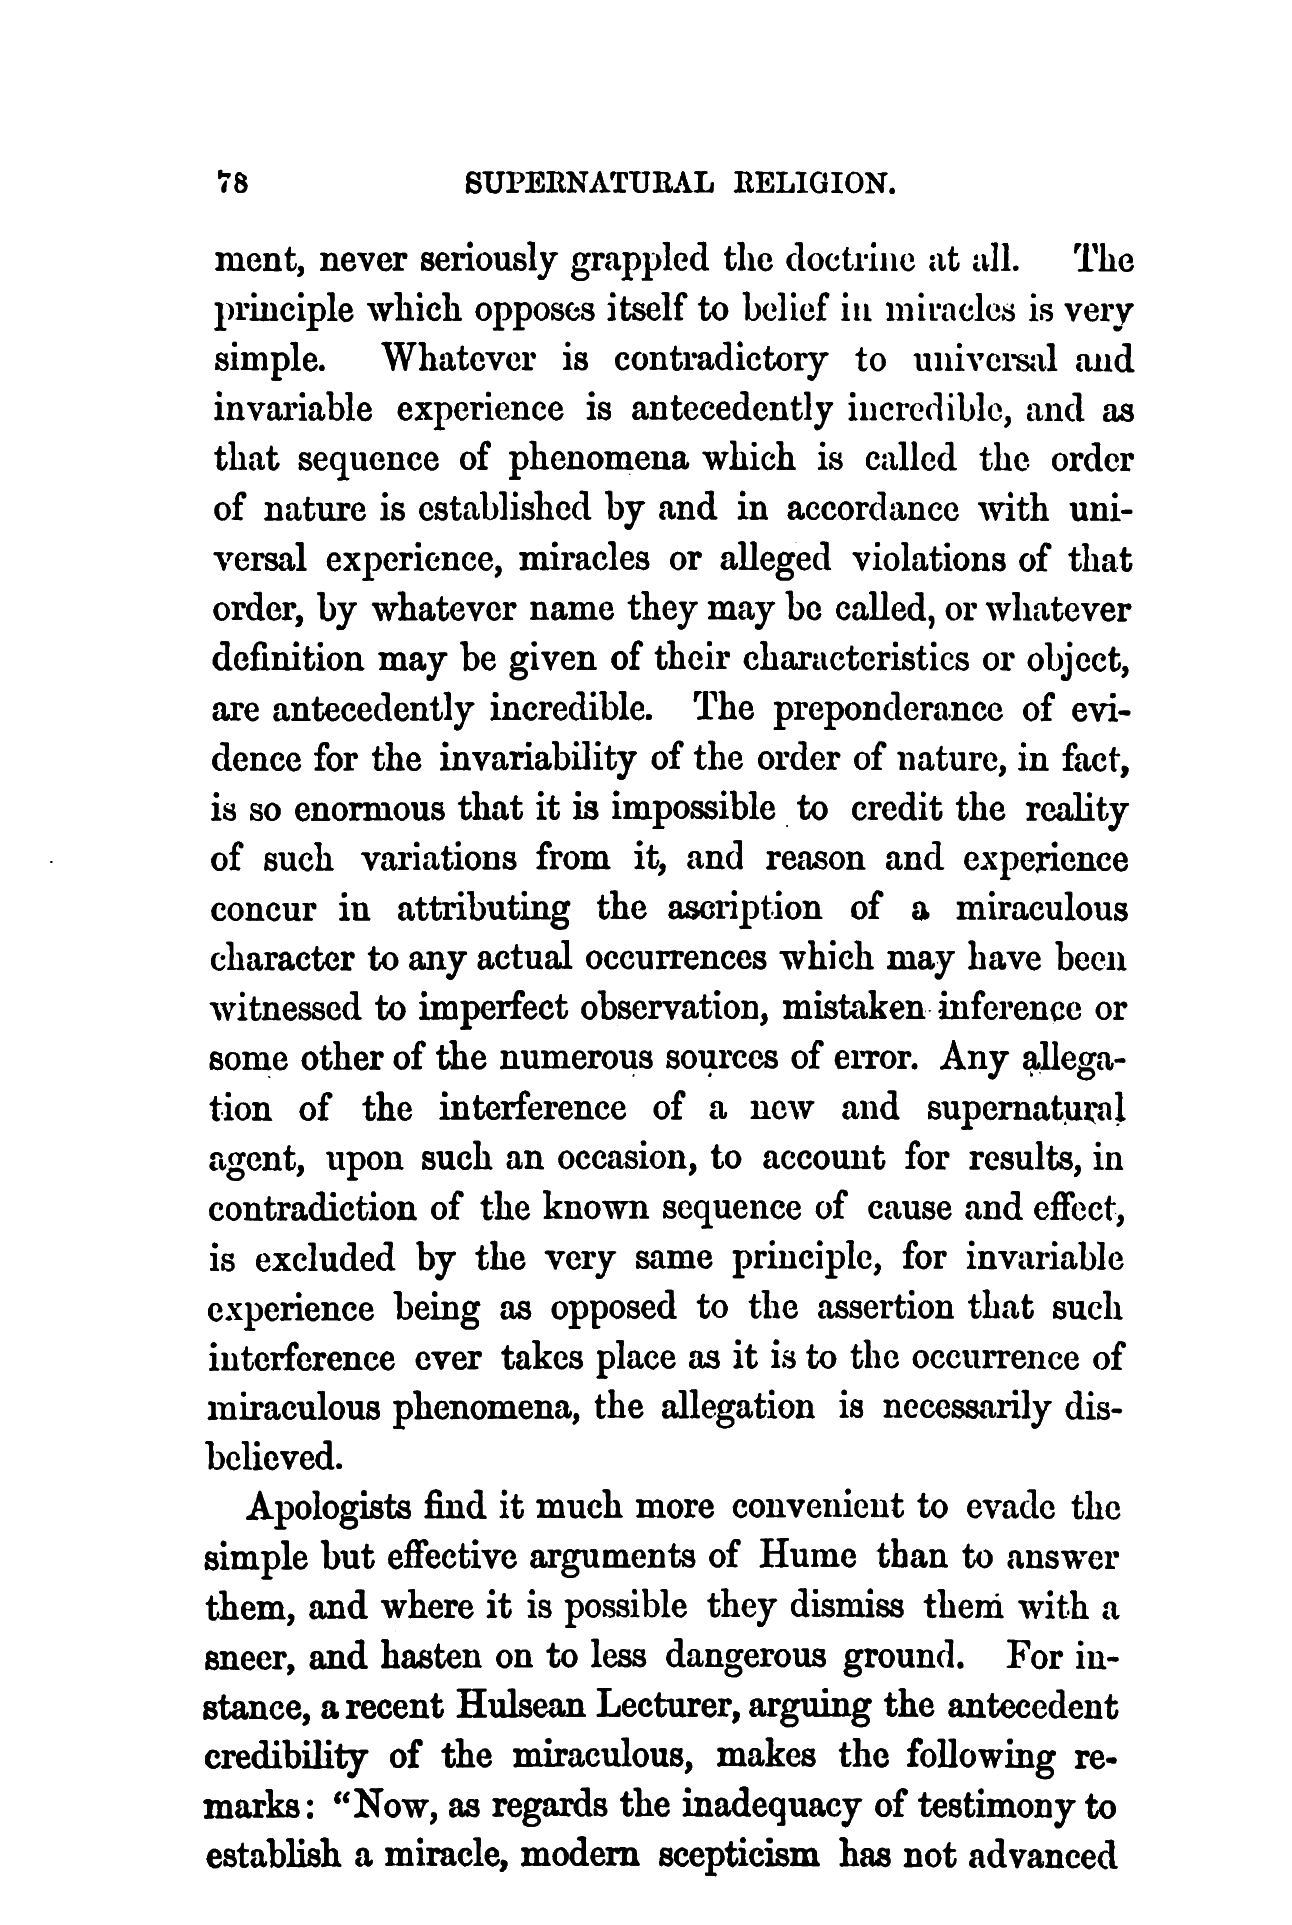 78 SUPERNATURAL RELIGION.
ment, never seriously grappled the doctrine at all. The
principle which opposes itself to belief in miracles is very
simple. Whatever is contradictory to universal and
invariable experience is antecedently incredible, and as
that sequence of phenomena which is called the order
of nature is established by and in accordance with uni-
versal experience, miracles or alleged violations of that
order, by whatever name they may be called, or whatever
definition may be given of their characteristics or object,
are antecedently incredible. The preponderance of evi-
dence for the invariability of the order of nature, in fact,
is so enormous that it is impossible to credit the reality
of such variations from it, and reason and experience
concur in attributing the ascription of a miraculous
character to any actual occurrences which may have been
witnessed to imperfect observation, mistaken inference or
some other of the numerous sources of error. Any allega-
tion of the interference of a new and supernatural
agent, upon such an occasion, to account for results, in
contradiction of the known sequence of cause and effect,
is excluded by the very same principle, for invariable
experience being as opposed to the assertion that such
interference ever takes place as it is to the occurrence of
miraculous phenomena, the allegation is necessarily dis-
believed.
Apologists find it much more convenient to evade the
simple but effective arguments of Hume than to answer
them, and where it is possible they dismiss them with a
sneer, and hasten on to less dangerous ground. For in-
stance, a recent Hulsean Lecturer, arguing the antecedent
credibility of the miraculous, makes the following re-
marks: "Now, as regards the inadequacy of testimony to
establish a miracle, modern scepticism has not advanced